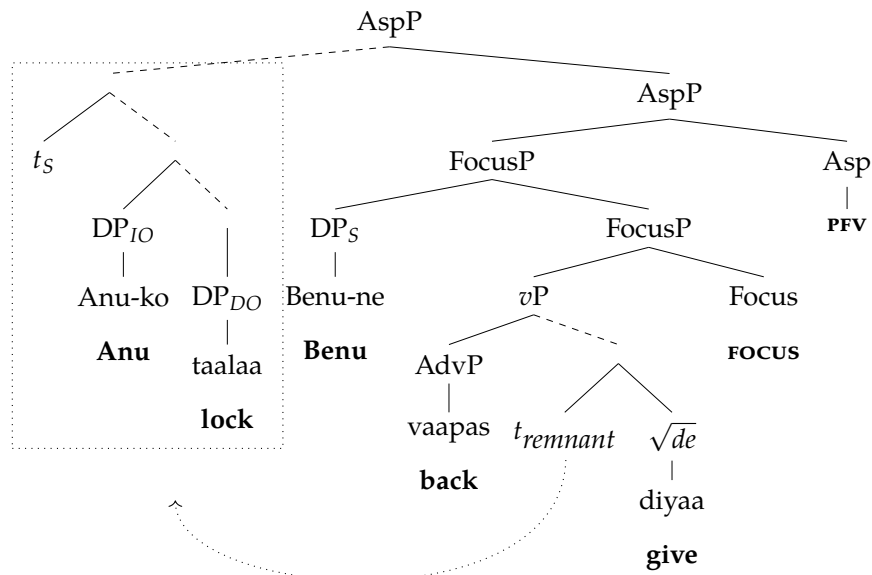 AspP
AspP
t_S FocusP Asp
DP_IO DP_S FocusP PFV
Anu-ko DP_DO Benu-ne vP Focus
Anu taalaa Benu AdvP FOCUS
lock vaapas t_remnant √de
back diyaa
give